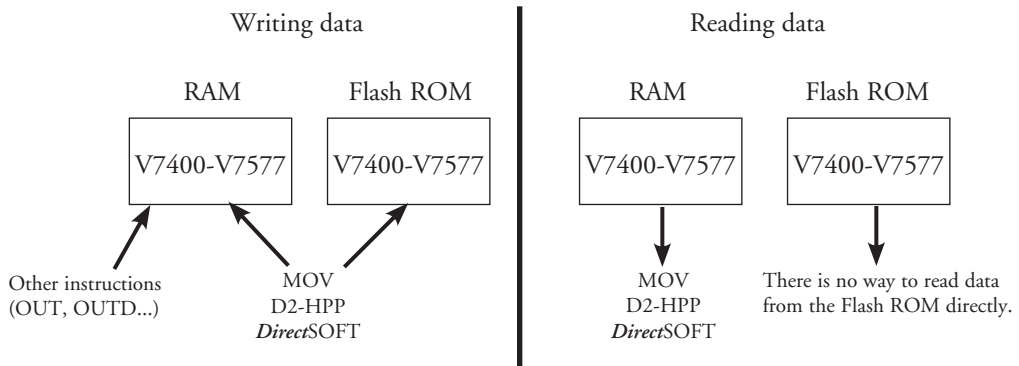 Writing data
RAM
Flash ROM
V7400-V7577
V7400-V7577
Other instructions
(OUT, OUTD...)
MOV
D2-HPP
DirectSOFT
Reading data
RAM
Flash ROM
V7400-V7577
V7400-V7577
MOV
D2-HPP
DirectSOFT
There is no way to read data
from the Flash ROM directly.